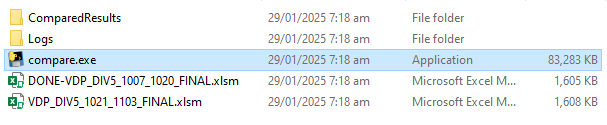 ComparedResults 29/01/2025 7:18 am File folder
Logs 29/01/2025 7:18 am File folder
compare.exe 29/01/2025 7:18 am Application 83,283 KB
DONE-VDP_DIV5_1007_1020_FINAL.xlsm 29/01/2025 7:18 am Microsoft Excel M... 1,605 KB
VDP_DIV5_1021_1103_FINAL.xlsm 29/01/2025 7:18 am Microsoft Excel M... 1,608 KB